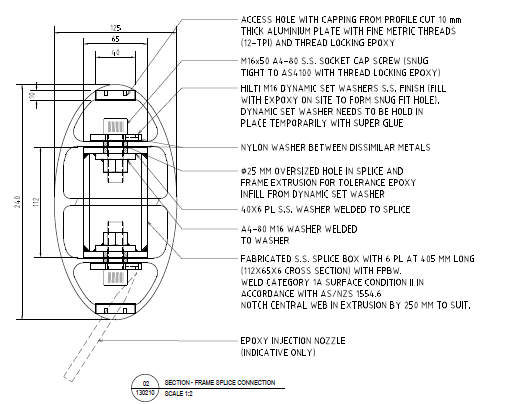 125
65
40
10
240
112
ACCESS HOLE WITH CAPPING FROM PROFILE CUT 10 mm
THICK ALUMINIUM PLATE WITH FINE METRIC THREADS
(12-TPI) AND THREAD LOCKING EPOXY
M16x50 A4-80 S.S. SOCKET CAP SCREW (SNUG
TIGHT TO AS4100 WITH THREAD LOCKING EPOXY)
HILTI M16 DYNAMIC SET WASHERS S.S. FINISH (FILL
WITH EXPOXY ON SITE TO FORM SNUG FIT HOLE).
DYNAMIC SET WASHER NEEDS TO BE HOLD IN
PLACE TEMPORARILY WITH SUPER GLUE
NYLON WASHER BETWEEN DISSIMILAR METALS
Ø25 MM OVERSIZED HOLE IN SPLICE AND
FRAME EXTRUSION FOR TOLERANCE EPOXY
INFILL FROM DYNAMIC SET WASHER
40X6 PL S.S. WASHER WELDED TO SPLICE
A4-80 M16 WASHER WELDED
TO WASHER
FABRICATED S.S. SPLICE BOX WITH 6 PL AT 405 MM LONG
(112X65X6 CROSS SECTION) WITH FPBW.
WELD CATEGORY 1A SURFACE CONDITION II IN
ACCORDANCE WITH AS/NZS 1554.6
NOTCH CENTRAL WEB IN EXTRUSION BY 250 MM TO SUIT.
EPOXY INJECTION NOZZLE
(INDICATIVE ONLY)
02
130210
SECTION - FRAME SPLICE CONNECTION
SCALE 1:2